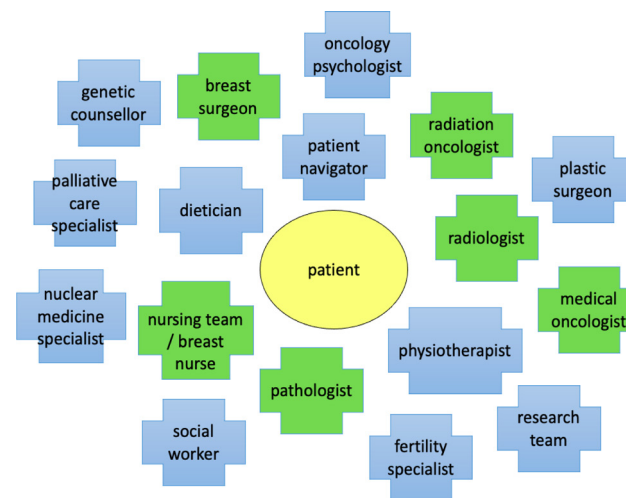 oncology
psychologist
genetic
counsellor
breast
surgeon
radiation
oncologist
patient
navigator
plastic
surgeon
palliative
care
specialist
dietician
radiologist
patient
nuclear
medicine
specialist
nursing team
/ breast
nurse
medical
oncologist
physiotherapist
pathologist
social
worker
fertility
specialist
research
team